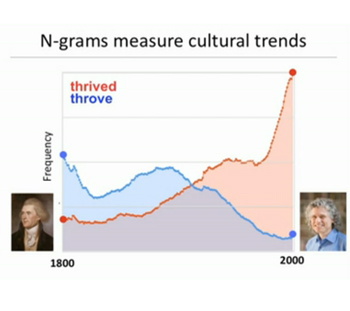 N-grams measure cultural trends
thrived
throve
Frequency
1800
2000